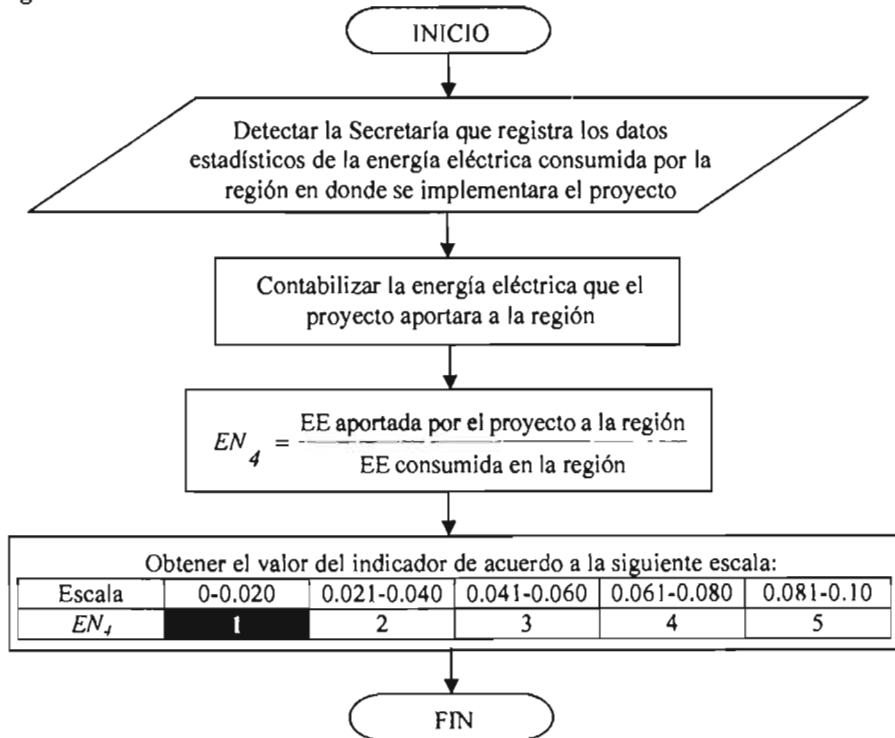 INICIO
Detectar la Secretaría que registra los datos
estadísticos de la energía eléctrica consumida por la
región en donde se implementara el proyecto
Contabilizar la energía eléctrica que el
proyecto aportara a la región
EN4 = EE aportada por el proyecto a la región
EE consumida en la región
Obtener el valor del indicador de acuerdo a la siguiente escala:
Escala 0-0.020 0.021-0.040 0.041-0.060 0.061-0.080 0.081-0.10
EN4 1 2 3 4 5
FIN